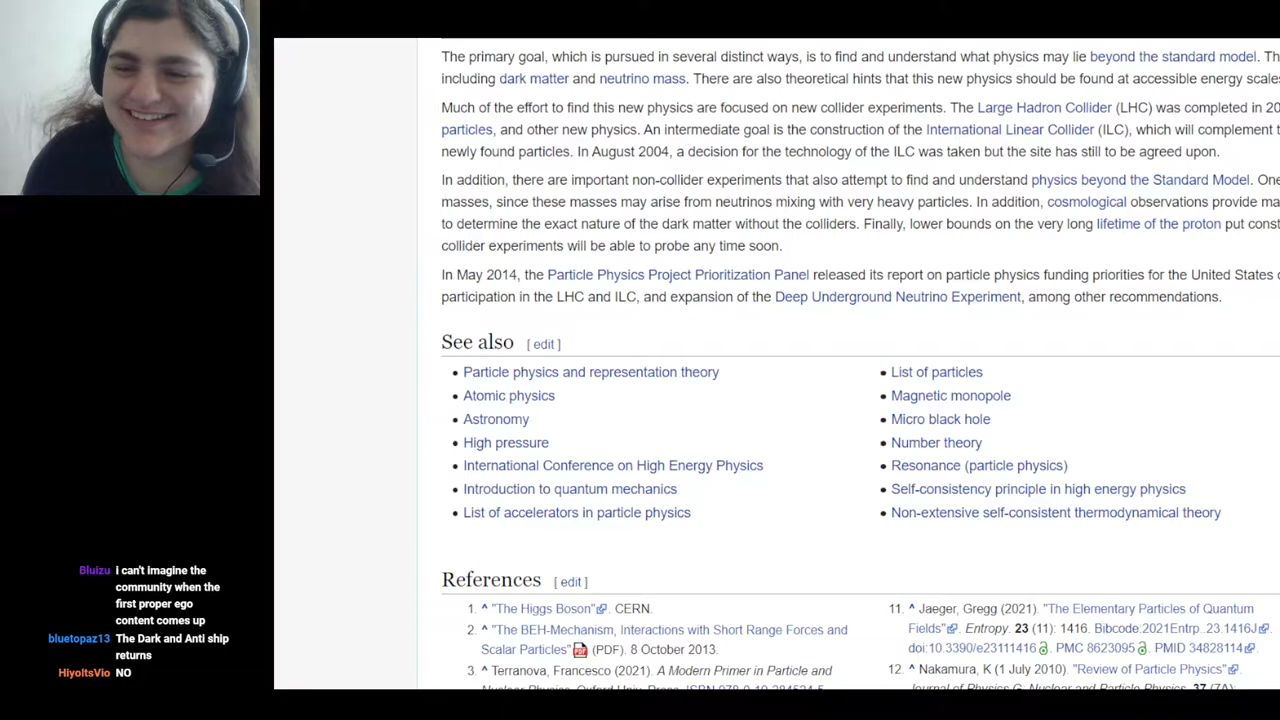 The primary goal, which is pursued in several distinct ways, is to find and understand what physics may lie beyond the standard model.
including dark matter and neutrino mass. There are also theoretical hints that this new physics should be found at accessible energy scales
Much of the effort to find this new physics are focused on new collider experiments. The Large Hadron Collider (LHC) was completed in
particles, and other new physics. An intermediate goal is the construction of the International Linear Collider (ILC), which will complement
newly found particles. In August 2004, a decision for the technology of the ILC was taken but the site has still to be agreed upon.
In addition, there are important non-collider experiments that also attempt to find and understand physics beyond the Standard Model. One
masses, since these masses may arise from neutrinos mixing with very heavy particles. In addition, cosmological observations provide
to determine the exact nature of the dark matter without the colliders. Finally, lower bounds on the very long lifetime of the proton put
collider experiments will be able to probe any time soon.
In May 2014, the Particle Physics Project Prioritization Panel released its report on particle physics funding priorities for the United States
participation in the LHC and ILC, and expansion of the Deep Underground Neutrino Experiment, among other recommendations.
See also [ edit ]
• Particle physics and representation theory
• Atomic physics
• Astronomy
• High pressure
• International Conference on High Energy Physics
• Introduction to quantum mechanics
• List of accelerators in particle physics
• List of particles
• Magnetic monopole
• Micro black hole
• Number theory
• Resonance (particle physics)
• Self-consistency principle in high energy physics
• Non-extensive self-consistent thermodynamical theory
References [ edit ]
1. ^ "The Higgs Boson". CERN.
2. ^ "The BEH-Mechanism, Interactions with Short Range Forces and
Scalar Particles" (PDF). 8 October 2013.
3. ^ Terranova, Francesco (2021). A Modern Primer in Particle and
11. ^ Jaeger, Gregg (2021). "The Elementary Particles of Quantum
Fields". Entropy. 23 (11): 1416. Bibcode:2021Entrp..23.1416J.
doi:10.3390/e23111416. PMC 8623095. PMID 34828114.
12. ^ Nakamura, K (1 July 2010). "Review of Particle Physics".
Bluizu i can't imagine the
community when the
first proper ego
content comes up
bluetopaz13 The Dark and Anti ship
returns
HiyoItsVio NO